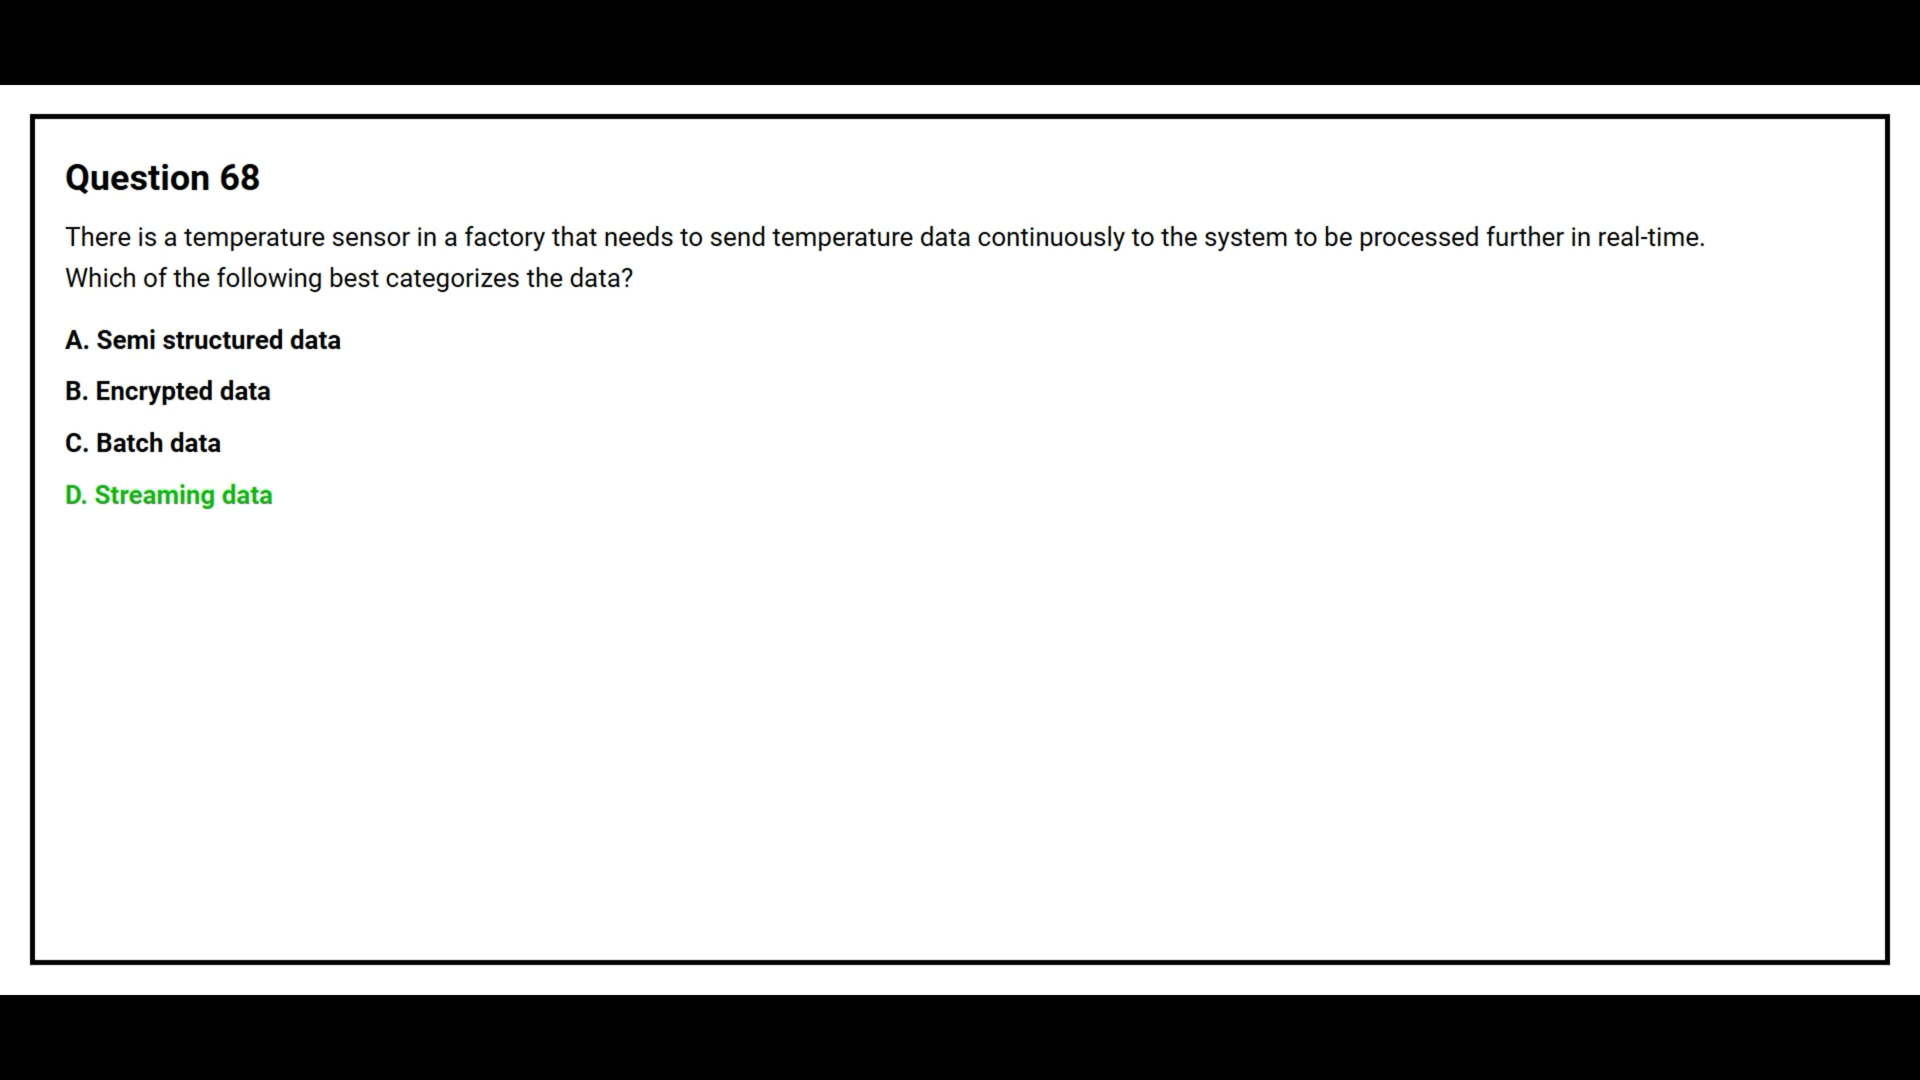 Question 68
There is a temperature sensor in a factory that needs to send temperature data continuously to the system to be processed further in real-time.
Which of the following best categorizes the data?
A. Semi structured data
B. Encrypted data
C. Batch data
D. Streaming data